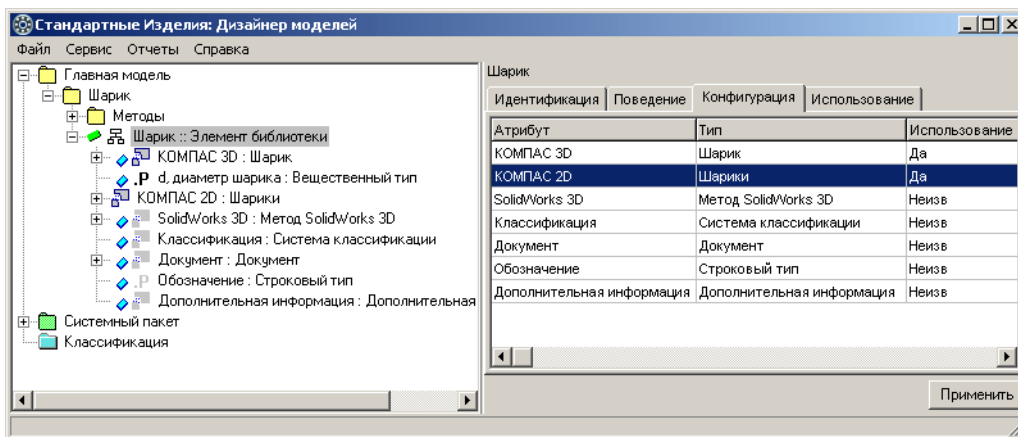 Стандартные Изделия: Дизайнер моделей
Файл Сервис Отчеты Справка
Главная модель
Шарик
Методы
Шарик :: Элемент библиотеки
КОМПАС 3D : Шарик
.P d, диаметр шарика : Вещественный тип
КОМПАС 2D : Шарики
SolidWorks 3D : Метод SolidWorks 3D
Классификация : Система классификации
Документ : Документ
.P Обозначение : Строковый тип
Дополнительная информация : Дополнительная
Системный пакет
Классификация
Шарик
Идентификация Поведение Конфигурация Использование
Атрибут Тип Использование
КОМПАС 3D Шарик Да
КОМПАС 2D Шарики Да
SolidWorks 3D Метод SolidWorks 3D Неизв
Классификация Система классификации Неизв
Документ Документ Неизв
Обозначение Строковый тип Неизв
Дополнительная информация Дополнительная информация Неизв
Применить